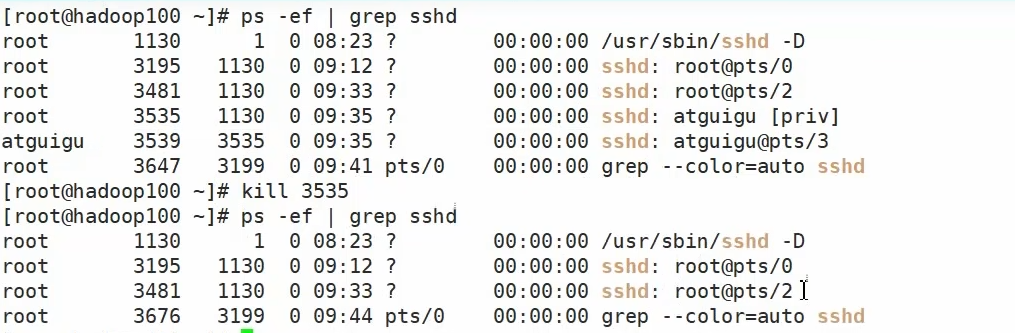 [root@hadoop100 ~]# ps -ef | grep sshd
root 1130 1 0 08:23 ? 00:00:00 /usr/sbin/sshd -D
root 3195 1130 0 09:12 ? 00:00:00 sshd: root@pts/0
root 3481 1130 0 09:33 ? 00:00:00 sshd: root@pts/2
root 3535 1130 0 09:35 ? 00:00:00 sshd: atguigu [priv]
atguigu 3539 3535 0 09:35 ? 00:00:00 sshd: atguigu@pts/3
root 3647 3199 0 09:41 pts/0 00:00:00 grep --color=auto sshd
[root@hadoop100 ~]# kill 3535
[root@hadoop100 ~]# ps -ef | grep sshd
root 1130 1 0 08:23 ? 00:00:00 /usr/sbin/sshd -D
root 3195 1130 0 09:12 ? 00:00:00 sshd: root@pts/0
root 3481 1130 0 09:33 ? 00:00:00 sshd: root@pts/2
root 3676 3199 0 09:44 pts/0 00:00:00 grep --color=auto sshd